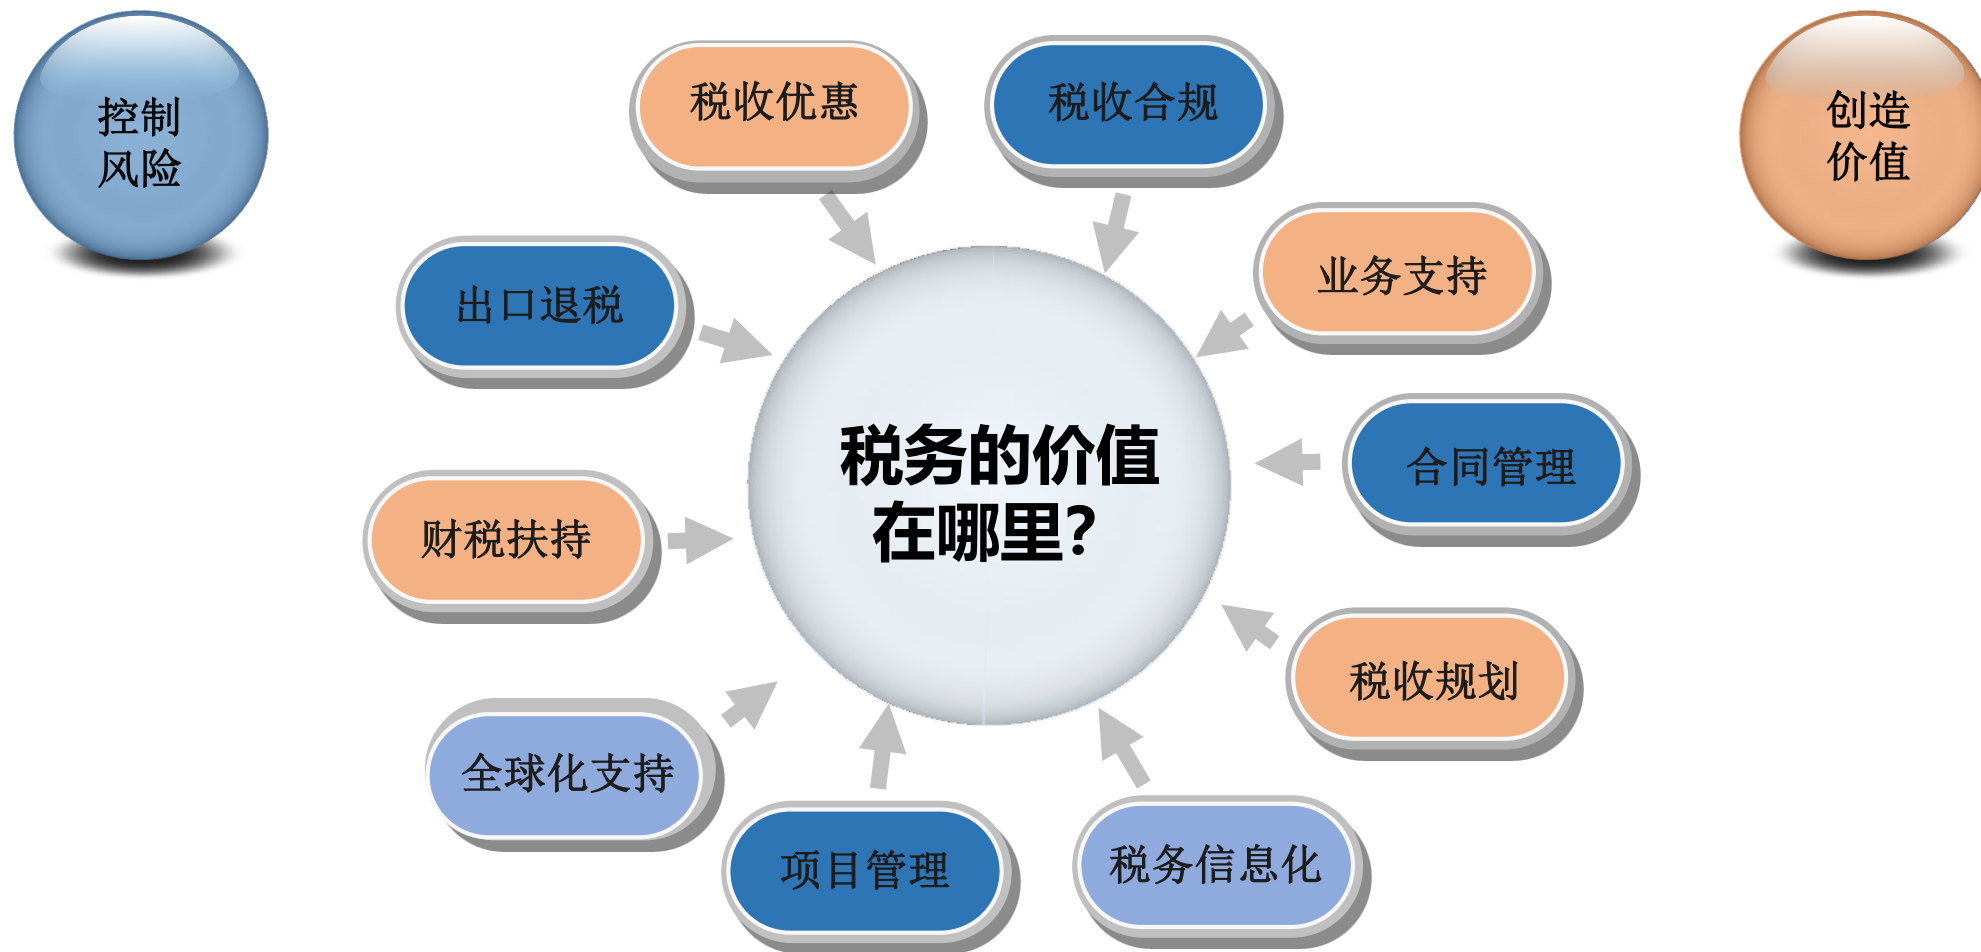 控制
风险
税收优惠
税收合规
创造
价值
出口退税
业务支持
税务的价值
在哪里?
合同管理
财税扶持
税收规划
全球化支持
项目管理
税务信息化